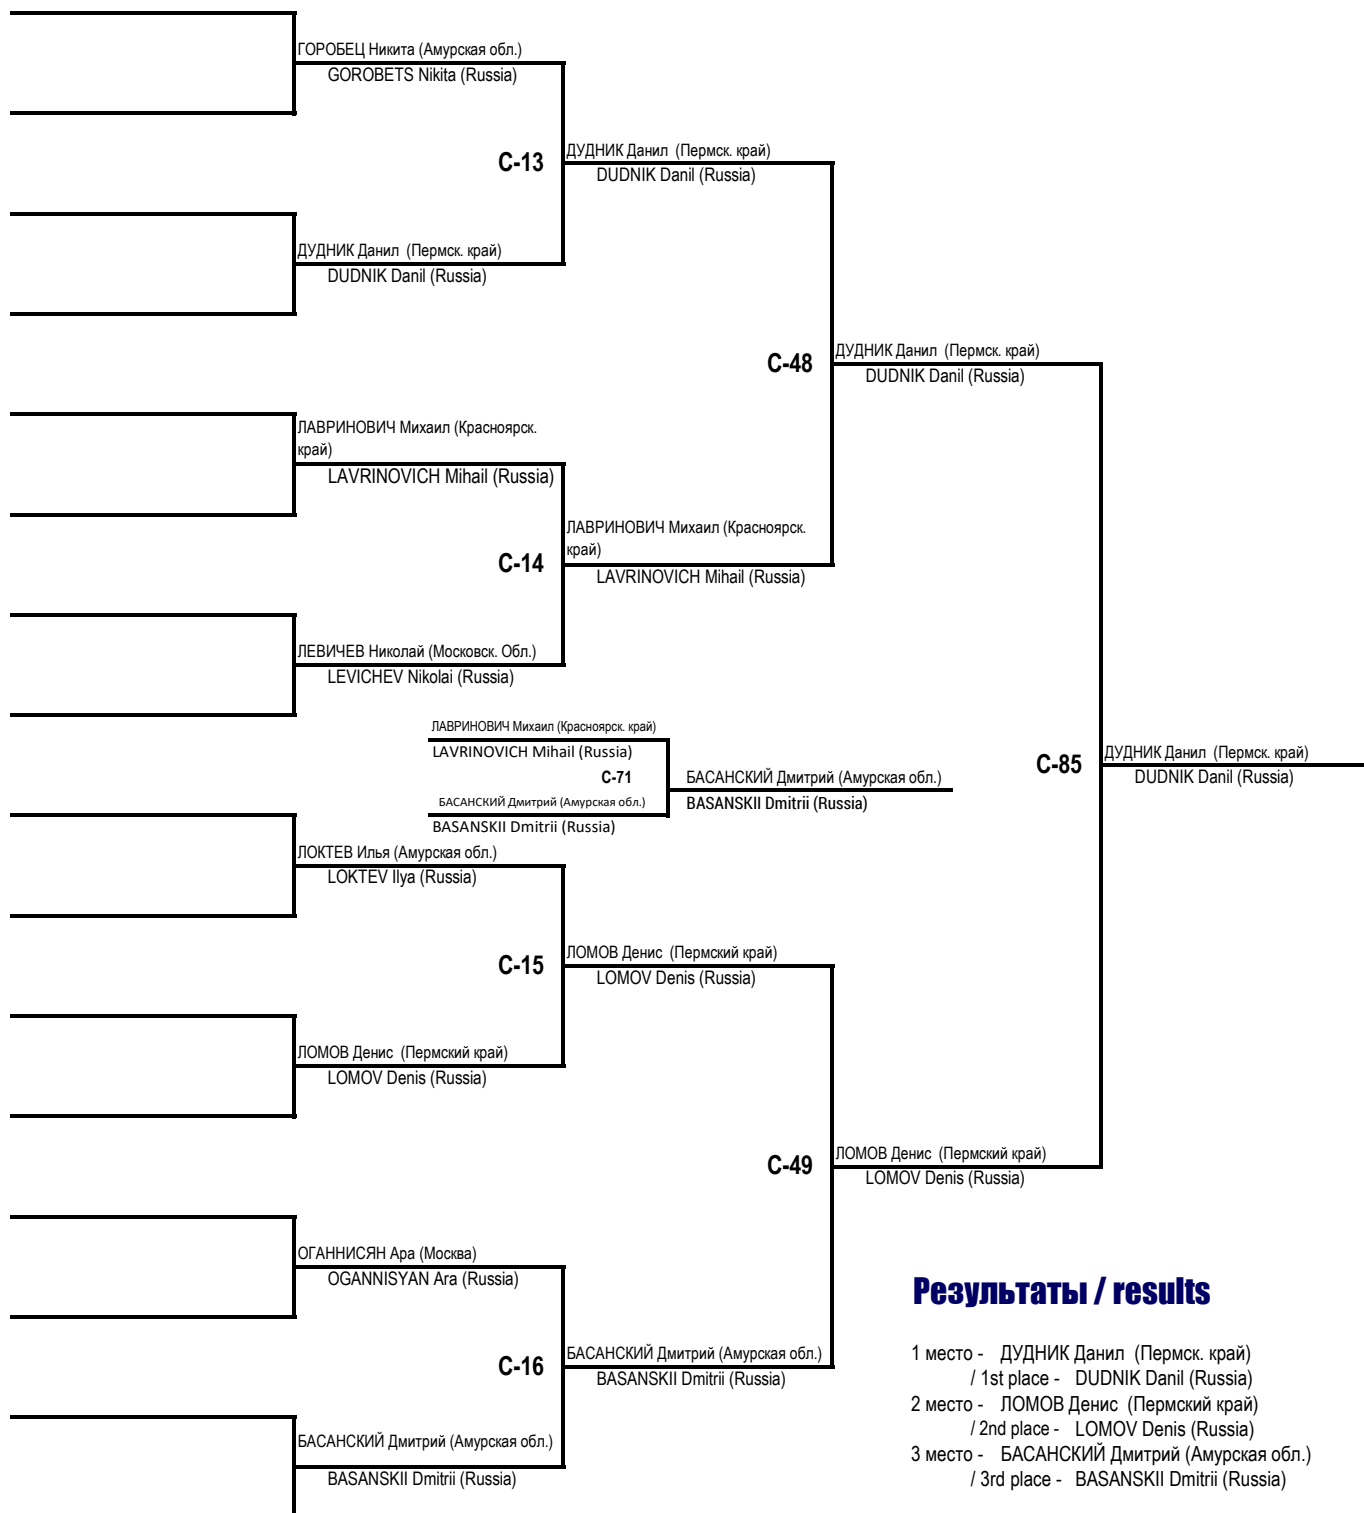 ГОРОБЕЦ Никита (Амурская обл.)
GOROBETS Nikita (Russia)
С-13
ДУДНИК Данил  (Пермск. край)
DUDNIK Danil (Russia)
ДУДНИК Данил  (Пермск. край)
DUDNIK Danil (Russia)
С-48
ДУДНИК Данил  (Пермск. край)
DUDNIK Danil (Russia)
ЛАВРИНОВИЧ Михаил (Красноярск.
край)
LAVRINOVICH Mihail (Russia)
С-14
ЛАВРИНОВИЧ Михаил (Красноярск.
край)
LAVRINOVICH Mihail (Russia)
ЛЕВИЧЕВ Николай (Московск. Обл.)
LEVICHEV Nikolai (Russia)
ЛАВРИНОВИЧ Михаил (Красноярск. край)
LAVRINOVICH Mihail (Russia)
С-71
БАСАНСКИЙ Дмитрий (Амурская обл.)
BASANSKII Dmitrii (Russia)
БАСАНСКИЙ Дмитрий (Амурская обл.)
BASANSKII Dmitrii (Russia)
С-85
ДУДНИК Данил  (Пермск. край)
DUDNIK Danil (Russia)
ЛОКТЕВ Илья (Амурская обл.)
LOKTEV Ilya (Russia)
С-15
ЛОМОВ Денис  (Пермский край)
LOMOV Denis (Russia)
ЛОМОВ Денис  (Пермский край)
LOMOV Denis (Russia)
С-49
ЛОМОВ Денис  (Пермский край)
LOMOV Denis (Russia)
ОГАННИСЯН Ара (Москва)
OGANNISYAN Ara (Russia)
С-16
БАСАНСКИЙ Дмитрий (Амурская обл.)
BASANSKII Dmitrii (Russia)
БАСАНСКИЙ Дмитрий (Амурская обл.)
BASANSKII Dmitrii (Russia)
Результаты / results
1 место -   ДУДНИК Данил  (Пермск. край)
/ 1st place -   DUDNIK Danil (Russia)
2 место -   ЛОМОВ Денис  (Пермский край)
/ 2nd place -   LOMOV Denis (Russia)
3 место -   БАСАНСКИЙ Дмитрий (Амурская обл.)
/ 3rd place -   BASANSKII Dmitrii (Russia)